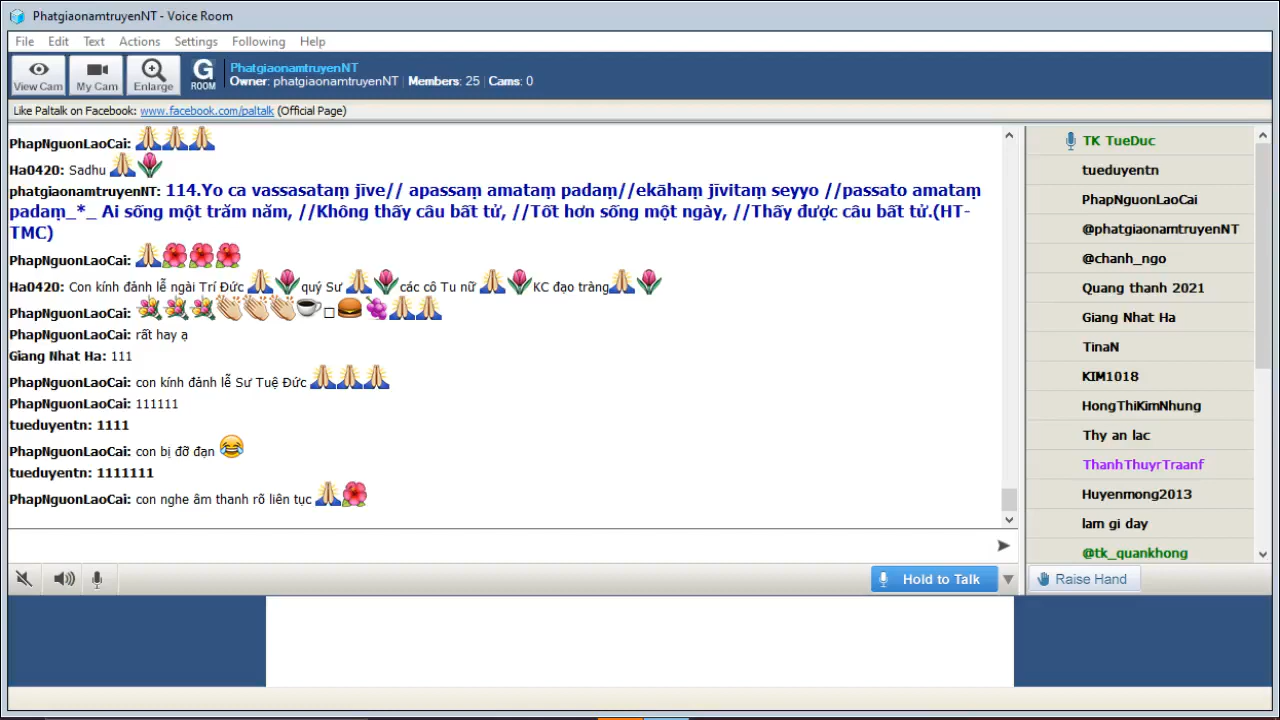 PhatgiaonamtruyenNT - Voice Room
File Edit Text Actions Settings Following Help
View Cam My Cam Enlarge G ROOM
PhatgiaonamtruyenNT
Owner: phatgiaonamtruyenNT Members: 25 Cams: 0
Like Paltalk on Facebook: www.facebook.com/paltalk (Official Page)
PhapNguonLaoCai:
Ha0420: Sadhu
phatgiaonamtruyenNT: 114.Yo ca vassasataṃ jīve// apassaṃ amataṃ padaṃ//ekāhaṃ jīvitaṃ seyyo //passato amataṃ
padaṃ_*_ Ai sống một trăm năm, //Không thấy câu bất tử, //Tốt hơn sống một ngày, //Thấy được câu bất tử.(HT-
TMC)
PhapNguonLaoCai:
Ha0420: Con kính đảnh lễ ngài Trí Đức quý Sư các cô Tu nữ KC đạo tràng
PhapNguonLaoCai:
PhapNguonLaoCai: rất hay ạ
Giang Nhat Ha: 111
PhapNguonLaoCai: con kính đảnh lễ Sư Tuệ Đức
PhapNguonLaoCai: 111111
tueduyentn: 1111
PhapNguonLaoCai: con bị đỡ đạn
tueduyentn: 1111111
PhapNguonLaoCai: con nghe âm thanh rõ liên tục
Hold to Talk
TK TueDuc
tueduyentn
PhapNguonLaoCai
@phatgiaonamtruyenNT
@chanh_ngo
Quang thanh 2021
Giang Nhat Ha
TinaN
KIM1018
HongThiKimNhung
Thy an lac
ThanhThuyrTraanf
Huyenmong2013
lam gi day
@tk_quankhong
Raise Hand